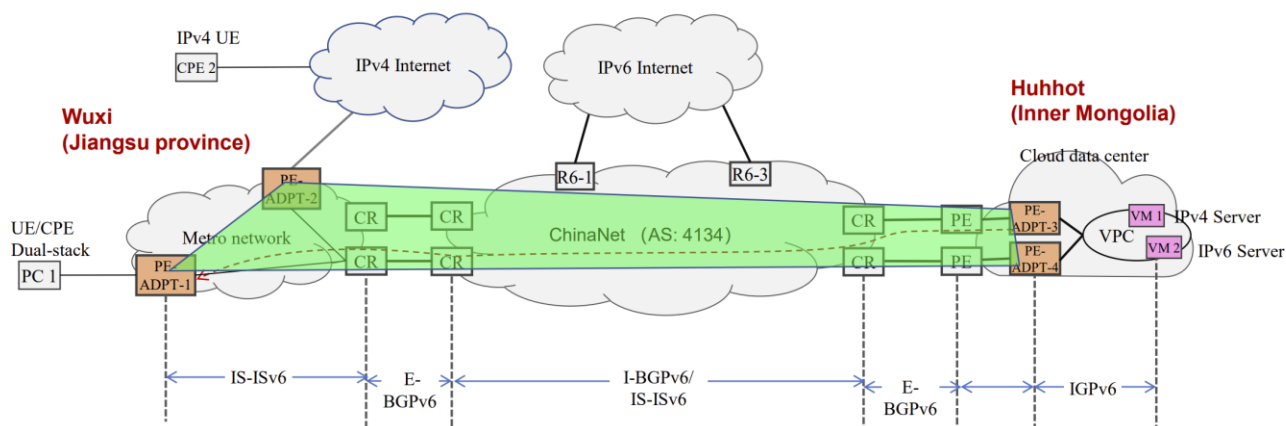 IPv4 UE
CPE 2
IPv4 Internet
IPv6 Internet
Wuxi
(Jiangsu province)
Huhhot
(Inner Mongolia)
Cloud data center
PE-
ADPT-2
R6-1
R6-3
CR
CR
CR
PE
PE-
ADPT-3
VM 1
IPv4 Server
VPC
VM 2
IPv6 Server
UE/CPE
Dual-stack
PC 1
Metro network
ChinaNet (AS: 4134)
PE-
ADPT-1
CR
CR
CR
PE
PE-
ADPT-4
IS-ISv6
E-
BGPv6
I-BGPv6/
IS-ISv6
E-
BGPv6
IGPv6